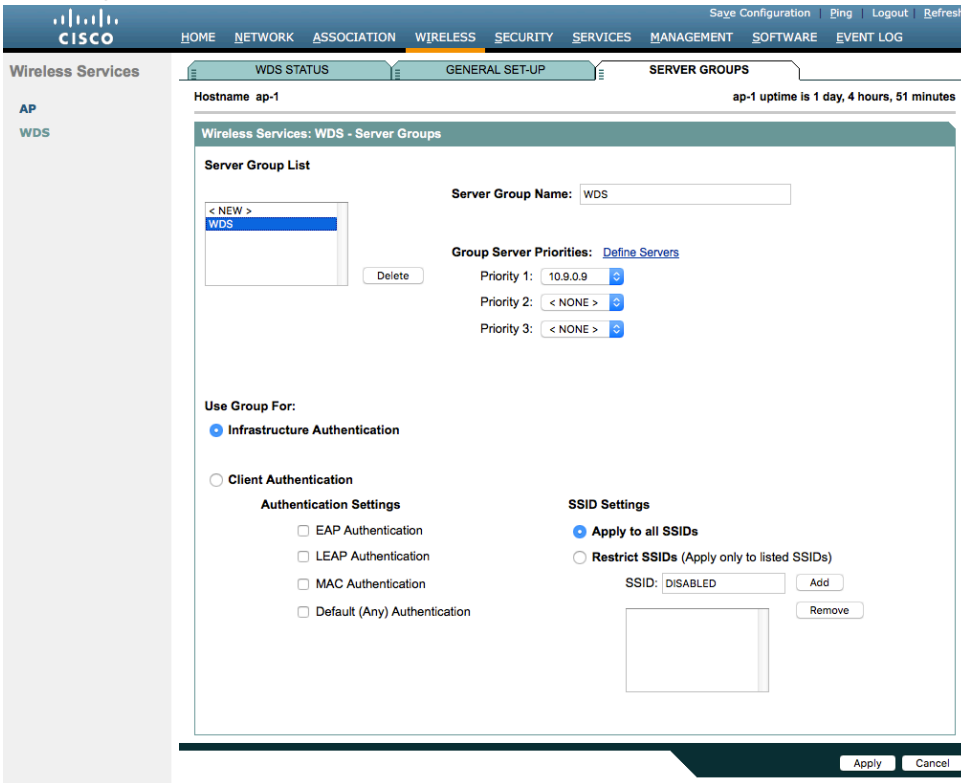 Save Configuration | Ping | Logout | Refresh
CISCO
HOME NETWORK ASSOCIATION WIRELESS SECURITY SERVICES MANAGEMENT SOFTWARE EVENT LOG
Wireless Services
AP
WDS
WDS STATUS GENERAL SET-UP SERVER GROUPS
Hostname ap-1 ap-1 uptime is 1 day, 4 hours, 51 minutes
Wireless Services: WDS - Server Groups
Server Group List
< NEW >
WDS
Delete
Server Group Name: WDS
Group Server Priorities: Define Servers
Priority 1: 10.9.0.9
Priority 2: < NONE >
Priority 3: < NONE >
Use Group For:
Infrastructure Authentication
Client Authentication
Authentication Settings
EAP Authentication
LEAP Authentication
MAC Authentication
Default (Any) Authentication
SSID Settings
Apply to all SSIDs
Restrict SSIDs (Apply only to listed SSIDs)
SSID: DISABLED Add
Remove
Apply Cancel